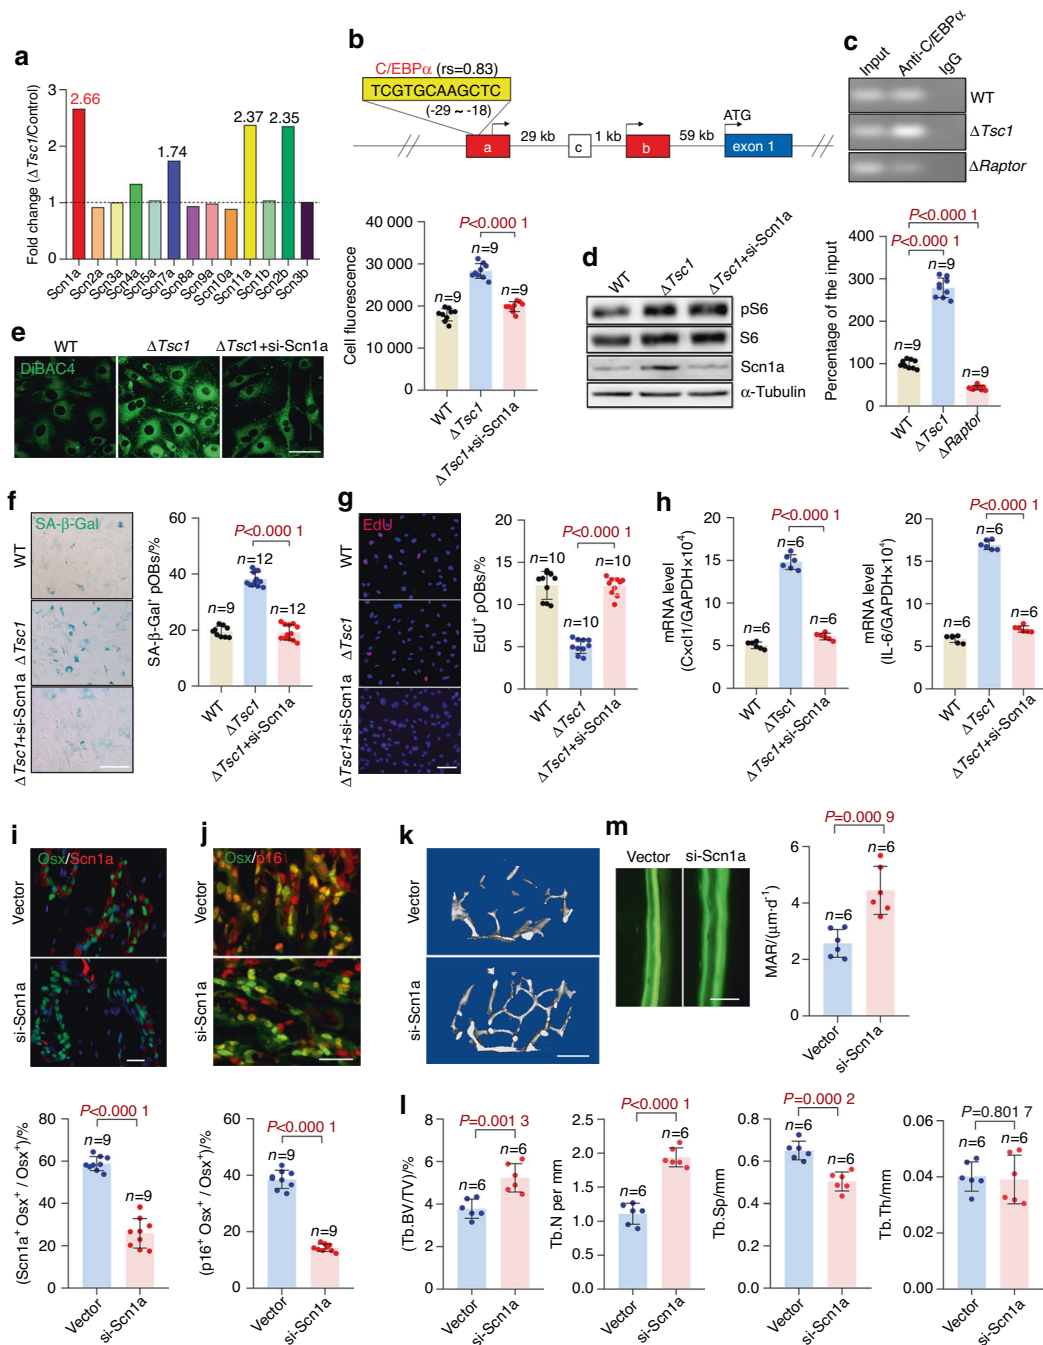 a
Fold change (ΔTsc1/Control)
3
2
1
0
2.66
1.74
2.37
2.35
Scn1a
Scn2a
Scn3a
Scn4a
Scn5a
Scn7a
Scn8a
Scn9a
Scn10a
Scn11a
Scn1b
Scn2b
Scn3b
b
C/EBPα (rs=0.83)
TCGTGCAAGCTC
(-29 ~ -18)
a
29 kb
c
1 kb
b
59 kb
ATG
exon 1
c
Input
Anti-C/EBPα
IgG
WT
ΔTsc1
ΔRaptor
Percentage of the input
400
300
200
100
0
P<0.000 1
P<0.000 1
n=9
n=9
n=9
WT
ΔTsc1
ΔRaptor
Cell fluorescence
40 000
30 000
20 000
10 000
0
P<0.000 1
n=9
n=9
n=9
WT
ΔTsc1
ΔTsc1+si-Scn1a
d
WT
ΔTsc1
ΔTsc1+si-Scn1a
pS6
S6
Scn1a
α-Tubulin
e
WT
ΔTsc1
ΔTsc1+si-Scn1a
DiBAC4
f
SA-β-Gal
WT
ΔTsc1
ΔTsc1+si-Scn1a
SA-β-Gal⁺ pOBs/%
60
40
20
0
P<0.000 1
n=12
n=9
n=12
WT
ΔTsc1
ΔTsc1+si-Scn1a
g
EdU
WT
ΔTsc1
ΔTsc1+si-Scn1a
EdU⁺ pOBs/%
20
15
10
5
0
P<0.000 1
n=10
n=10
n=10
WT
ΔTsc1
ΔTsc1+si-Scn1a
h
mRNA level
(Cxcl1/GAPDH×10⁴)
20
15
10
5
0
P<0.000 1
n=6
n=6
n=6
WT
ΔTsc1
ΔTsc1+si-Scn1a
mRNA level
(IL-6/GAPDH×10⁴)
20
15
10
5
0
P<0.000 1
n=6
n=6
n=6
WT
ΔTsc1
ΔTsc1+si-Scn1a
i
Osx/Scn1a
Vector
si-Scn1a
(Scn1a⁺ Osx⁺ / Osx⁺)/%
80
60
40
20
0
P<0.000 1
n=9
n=9
Vector
si-Scn1a
j
Osx/p16
Vector
si-Scn1a
(p16⁺ Osx⁺ / Osx⁺)/%
60
40
20
0
P<0.000 1
n=9
n=9
Vector
si-Scn1a
k
Vector
si-Scn1a
m
Vector
si-Scn1a
MAR/(μm·d⁻¹)
6
4
2
0
P=0.000 9
n=6
n=6
Vector
si-Scn1a
l
(Tb.BV/TV)/%
8
6
4
2
0
P=0.001 3
n=6
n=6
Vector
si-Scn1a
Tb.N per mm
2.5
2.0
1.5
1.0
0.5
0.0
P<0.000 1
n=6
n=6
Vector
si-Scn1a
Tb.Sp/mm
0.8
0.6
0.4
0.2
0.0
P=0.000 2
n=6
n=6
Vector
si-Scn1a
Tb.Th/mm
0.06
0.04
0.02
0.00
P=0.801 7
n=6
n=6
Vector
si-Scn1a